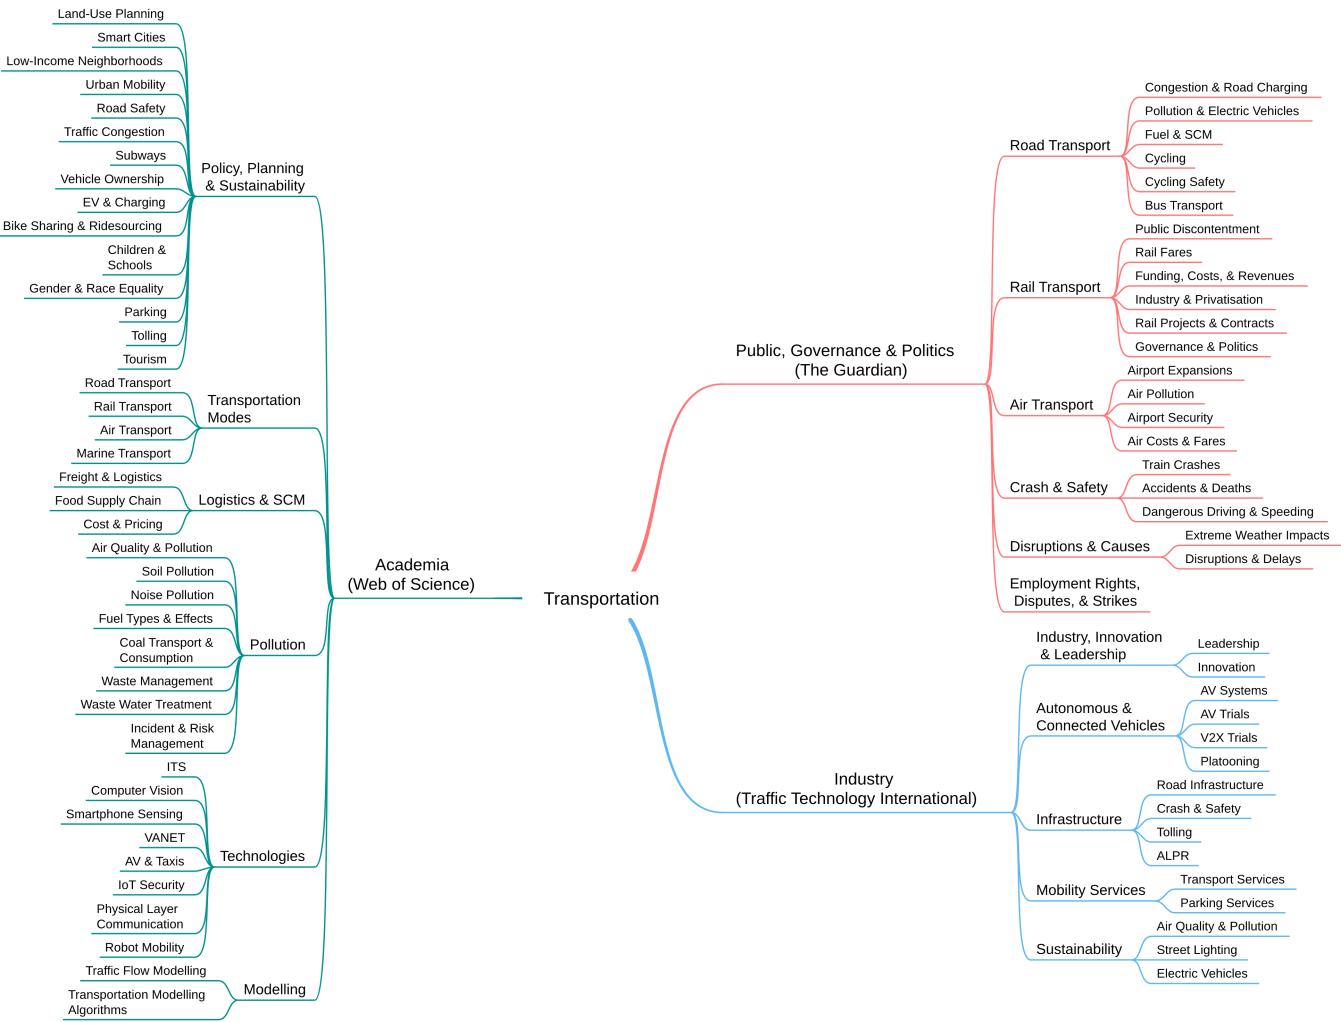 Transportation
Academia
(Web of Science)
Policy, Planning
& Sustainability
Land-Use Planning
Smart Cities
Low-Income Neighborhoods
Urban Mobility
Road Safety
Traffic Congestion
Subways
Vehicle Ownership
EV & Charging
Bike Sharing & Ridesourcing
Children &
Schools
Gender & Race Equality
Parking
Tolling
Tourism
Transportation
Modes
Road Transport
Rail Transport
Air Transport
Marine Transport
Logistics & SCM
Freight & Logistics
Food Supply Chain
Cost & Pricing
Pollution
Air Quality & Pollution
Soil Pollution
Noise Pollution
Fuel Types & Effects
Coal Transport &
Consumption
Waste Management
Waste Water Treatment
Incident & Risk
Management
Technologies
ITS
Computer Vision
Smartphone Sensing
VANET
AV & Taxis
IoT Security
Physical Layer
Communication
Robot Mobility
Modelling
Traffic Flow Modelling
Transportation Modelling
Algorithms
Public, Governance & Politics
(The Guardian)
Road Transport
Congestion & Road Charging
Pollution & Electric Vehicles
Fuel & SCM
Cycling
Cycling Safety
Bus Transport
Rail Transport
Public Discontentment
Rail Fares
Funding, Costs, & Revenues
Industry & Privatisation
Rail Projects & Contracts
Governance & Politics
Air Transport
Airport Expansions
Air Pollution
Airport Security
Air Costs & Fares
Crash & Safety
Train Crashes
Accidents & Deaths
Dangerous Driving & Speeding
Disruptions & Causes
Extreme Weather Impacts
Disruptions & Delays
Employment Rights,
Disputes, & Strikes
Industry
(Traffic Technology International)
Industry, Innovation
& Leadership
Leadership
Innovation
Autonomous &
Connected Vehicles
AV Systems
AV Trials
V2X Trials
Platooning
Infrastructure
Road Infrastructure
Crash & Safety
Tolling
ALPR
Mobility Services
Transport Services
Parking Services
Sustainability
Air Quality & Pollution
Street Lighting
Electric Vehicles